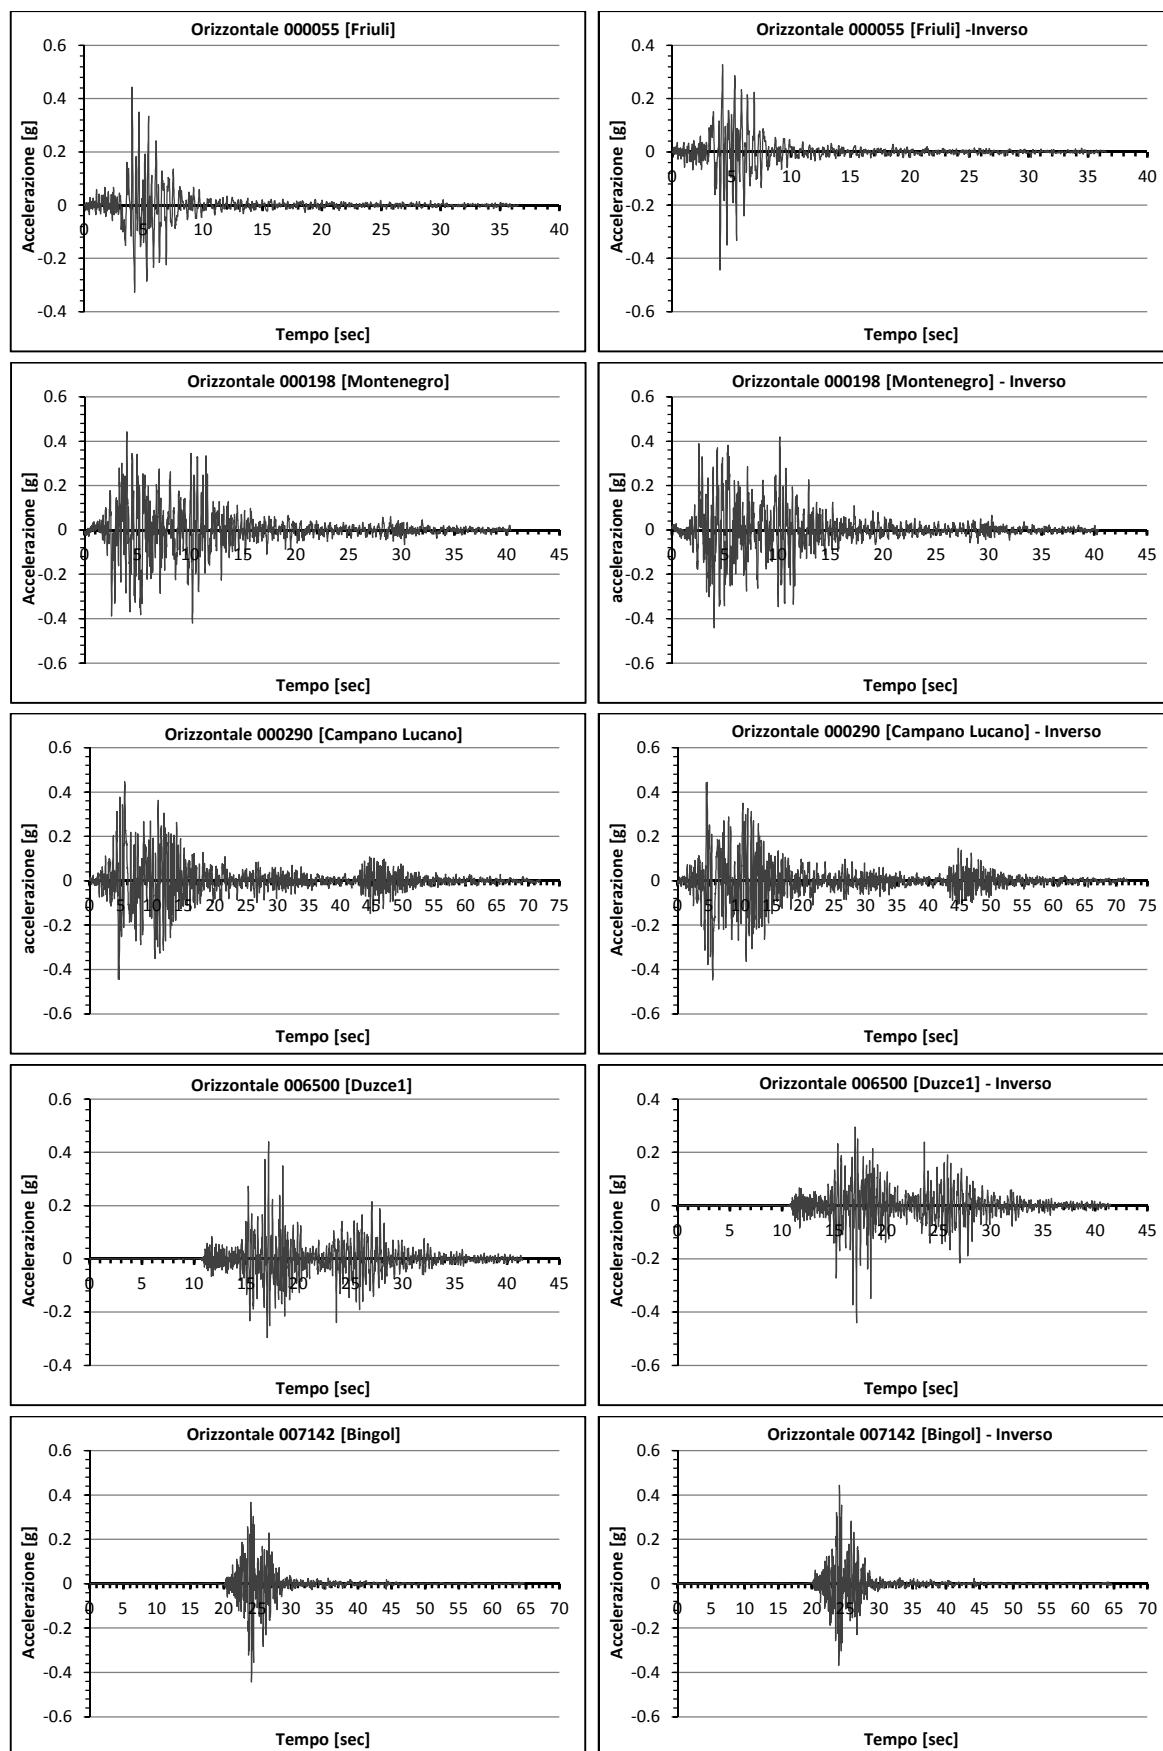 Orizzontale 000055 [Friuli]
Accelerazione [g]
0.6
0.4
0.2
0
-0.2
-0.4
0 5 10 15 20 25 30 35 40
Tempo [sec]
Orizzontale 000055 [Friuli] -Inverso
Accelerazione [g]
0.4
0.2
0
-0.2
-0.4
-0.6
0 5 10 15 20 25 30 35 40
Tempo [sec]
Orizzontale 000198 [Montenegro]
Accelerazione [g]
0.6
0.4
0.2
0
-0.2
-0.4
-0.6
0 5 10 15 20 25 30 35 40 45
Tempo [sec]
Orizzontale 000198 [Montenegro] - Inverso
accelerazione [g]
0.6
0.4
0.2
0
-0.2
-0.4
-0.6
0 5 10 15 20 25 30 35 40 45
Tempo [sec]
Orizzontale 000290 [Campano Lucano]
accelerazione [g]
0.6
0.4
0.2
0
-0.2
-0.4
-0.6
0 5 10 15 20 25 30 35 40 45 50 55 60 65 70 75
Tempo [sec]
Orizzontale 000290 [Campano Lucano] - Inverso
Accelerazione [g]
0.6
0.4
0.2
0
-0.2
-0.4
-0.6
0 5 10 15 20 25 30 35 40 45 50 55 60 65 70 75
Tempo [sec]
Orizzontale 006500 [Duzce1]
Accelerazione [g]
0.6
0.4
0.2
0
-0.2
-0.4
0 5 10 15 20 25 30 35 40 45
Tempo [sec]
Orizzontale 006500 [Duzce1] - Inverso
Accelerazione [g]
0.4
0.2
0
-0.2
-0.4
-0.6
0 5 10 15 20 25 30 35 40 45
Tempo [sec]
Orizzontale 007142 [Bingol]
Accelerazione [g]
0.6
0.4
0.2
0
-0.2
-0.4
-0.6
0 5 10 15 20 25 30 35 40 45 50 55 60 65 70
Tempo [sec]
Orizzontale 007142 [Bingol] - Inverso
Accelerazione [g]
0.6
0.4
0.2
0
-0.2
-0.4
-0.6
0 5 10 15 20 25 30 35 40 45 50 55 60 65 70
Tempo [sec]